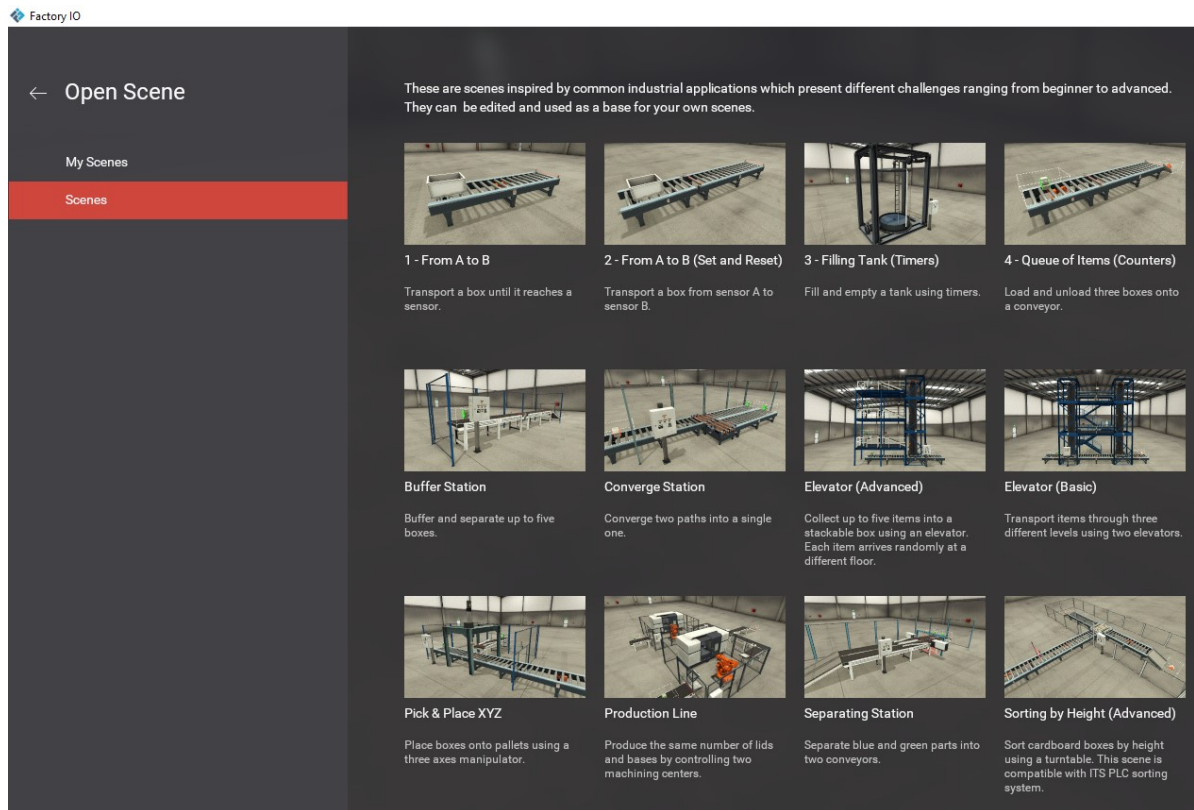 Factory IO
Open Scene
My Scenes
Scenes
These are scenes inspired by common industrial applications which present different challenges ranging from beginner to advanced.
They can be edited and used as a base for your own scenes.
1 - From A to B
Transport a box until it reaches a
sensor.
2 - From A to B (Set and Reset)
Transport a box from sensor A to
sensor B.
3 - Filling Tank (Timers)
Fill and empty a tank using timers.
4 - Queue of Items (Counters)
Load and unload three boxes onto
a conveyor.
Buffer Station
Buffer and separate up to five
boxes.
Converge Station
Converge two paths into a single
one.
Elevator (Advanced)
Collect up to five items into a
stackable box using an elevator.
Each item arrives randomly at a
different floor.
Elevator (Basic)
Transport items through three
different levels using two elevators.
Pick & Place XYZ
Place boxes onto pallets using a
three axes manipulator.
Production Line
Produce the same number of lids
and bases by controlling two
machining centers.
Separating Station
Separate blue and green parts into
two conveyors.
Sorting by Height (Advanced)
Sort cardboard boxes by height
using a turntable. This scene is
compatible with ITS PLC sorting
system.